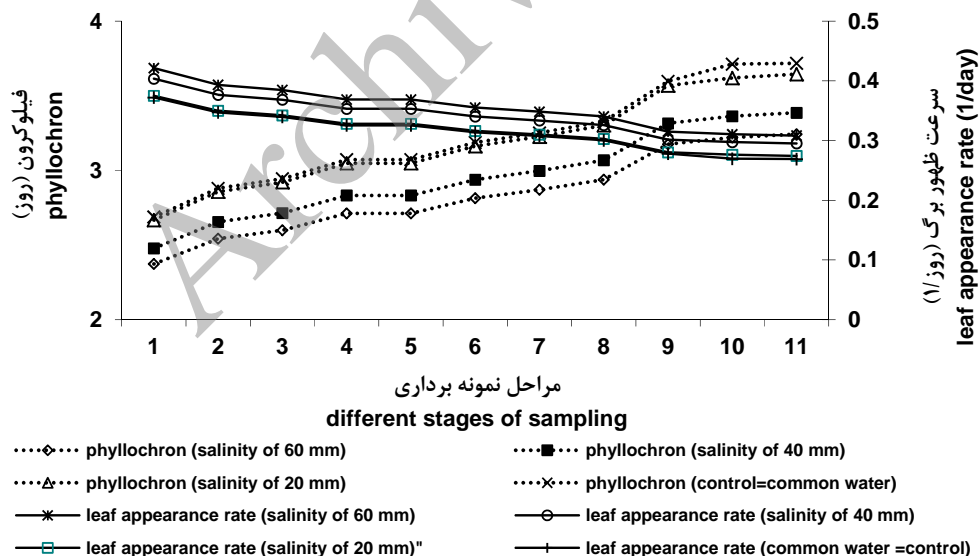 4
3
2
0.5
0.4
0.3
0.2
0.1
0
فیلوکرون (روز)
phyllochron
سرعت ظهور برگ (روز/۱)
leaf appearance rate (1/day)
1 2 3 4 5 6 7 8 9 10 11
مراحل نمونه برداری
different stages of sampling
phyllochron (salinity of 60 mm)
phyllochron (salinity of 40 mm)
phyllochron (salinity of 20 mm)
phyllochron (control=common water)
leaf appearance rate (salinity of 60 mm)
leaf appearance rate (salinity of 40 mm)
leaf appearance rate (salinity of 20 mm)"
leaf appearance rate (common water =control)
Archiv